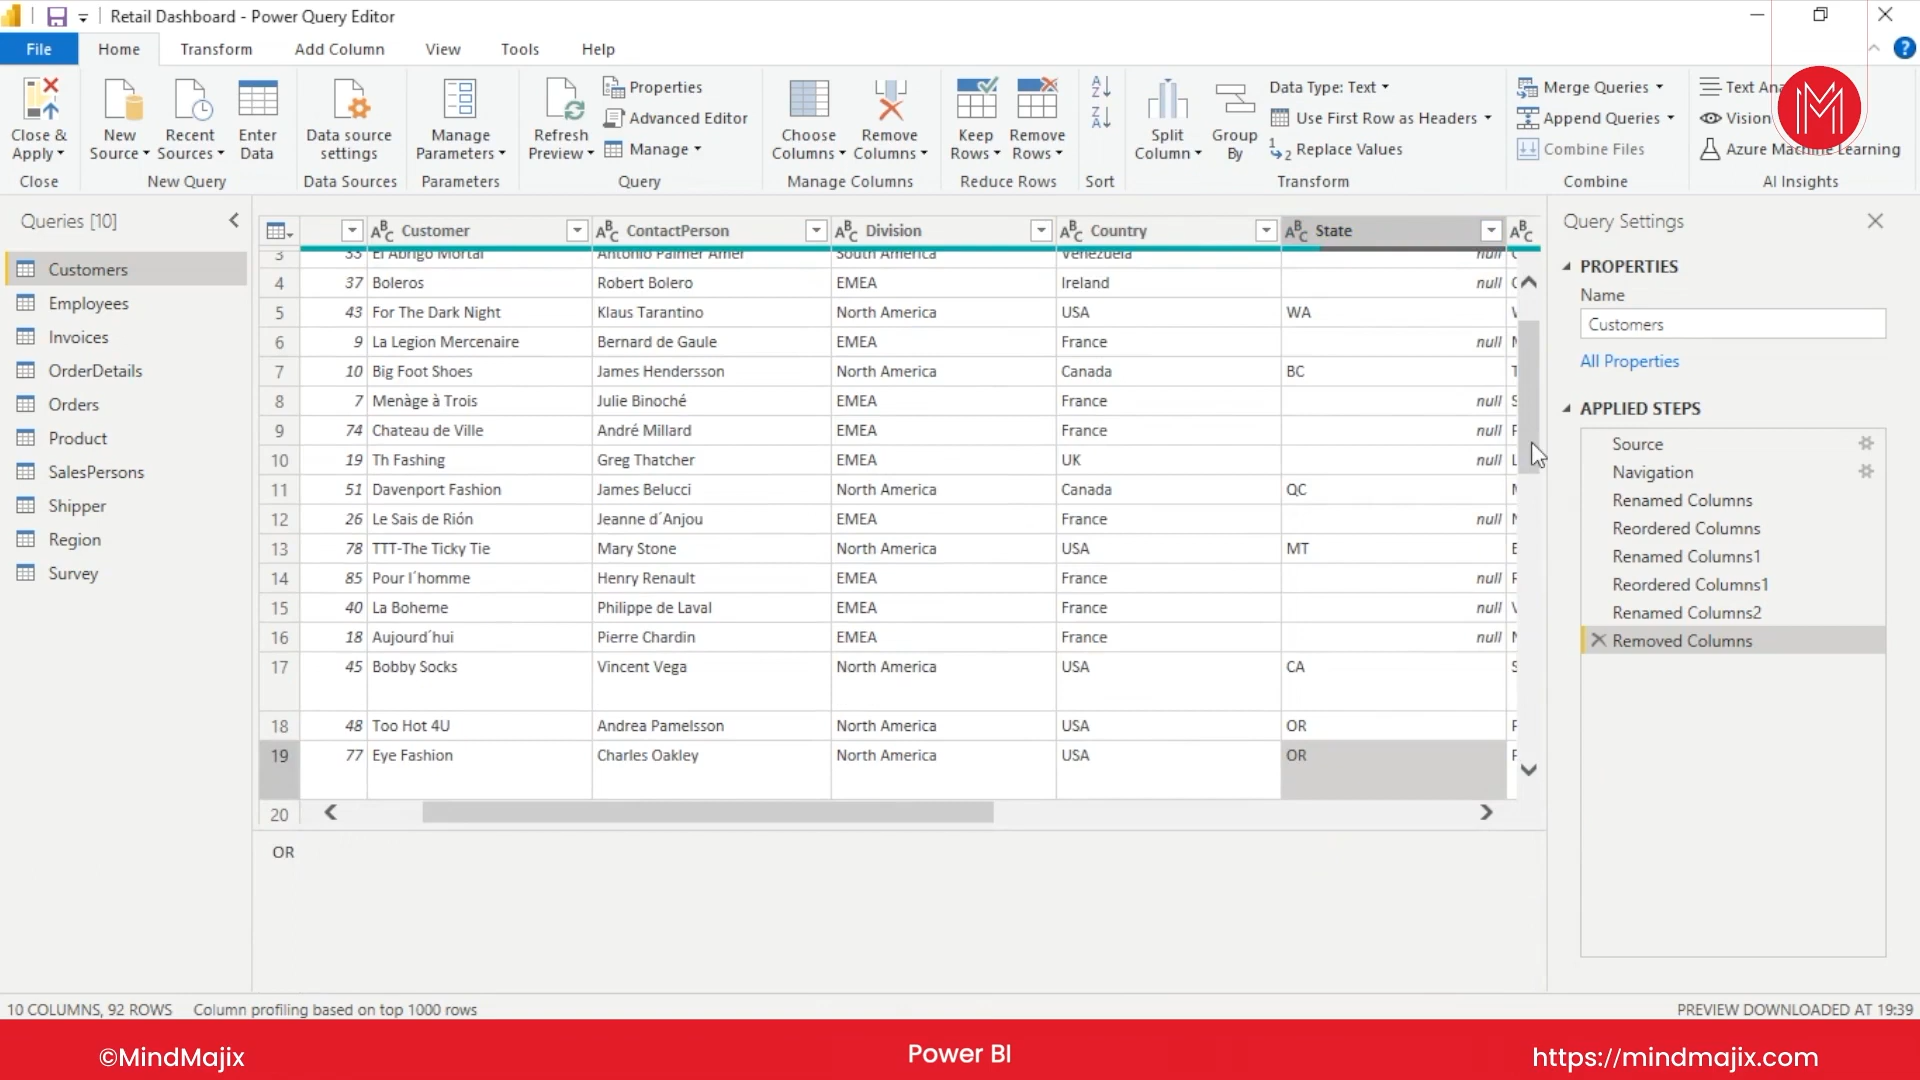 Retail Dashboard - Power Query Editor
File Home Transform Add Column View Tools Help
Close & Apply
Close
New Source
Recent Sources
Enter Data
New Query
Data source settings
Data Sources
Manage Parameters
Parameters
Refresh Preview
Properties
Advanced Editor
Manage
Query
Choose Columns
Remove Columns
Manage Columns
Keep Rows
Remove Rows
Reduce Rows
Sort
Split Column
Group By
Data Type: Text
Use First Row as Headers
Replace Values
Transform
Merge Queries
Append Queries
Combine Files
Combine
Text
Vision
Azure Machine Learning
AI Insights
Queries [10]
Customers
Employees
Invoices
OrderDetails
Orders
Product
SalesPersons
Shipper
Region
Survey
Customer ContactPerson Division Country State
3 33 El Abrigo Mortal Antonio Palmer Amer South America Venezuela null
4 37 Boleros Robert Bolero EMEA Ireland null
5 43 For The Dark Night Klaus Tarantino North America USA WA
6 9 La Legion Mercenaire Bernard de Gaule EMEA France null
7 10 Big Foot Shoes James Hendersson North America Canada BC
8 7 Menàge à Trois Julie Binoché EMEA France null
9 74 Chateau de Ville André Millard EMEA France null
10 19 Th Fashing Greg Thatcher EMEA UK null
11 51 Davenport Fashion James Belucci North America Canada QC
12 26 Le Sais de Rión Jeanne d´Anjou EMEA France null
13 78 TTT-The Ticky Tie Mary Stone North America USA MT
14 85 Pour l´homme Henry Renault EMEA France null
15 40 La Boheme Philippe de Laval EMEA France null
16 18 Aujourd´hui Pierre Chardin EMEA France null
17 45 Bobby Socks Vincent Vega North America USA CA
18 48 Too Hot 4U Andrea Pamelsson North America USA OR
19 77 Eye Fashion Charles Oakley North America USA OR
20
OR
Query Settings
PROPERTIES
Name
Customers
All Properties
APPLIED STEPS
Source
Navigation
Renamed Columns
Reordered Columns
Renamed Columns1
Reordered Columns1
Renamed Columns2
Removed Columns
10 COLUMNS, 92 ROWS Column profiling based on top 1000 rows
PREVIEW DOWNLOADED AT 19:39
©MindMajix
Power BI
https://mindmajix.com